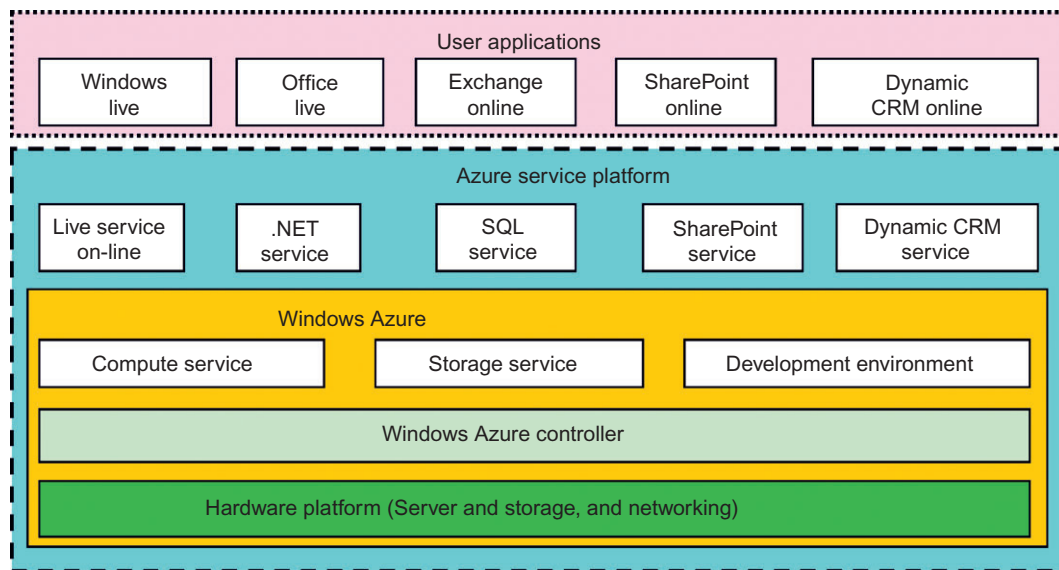 User applications
Windows
live
Office
live
Exchange
online
SharePoint
online
Dynamic
CRM online
Azure service platform
Live service
on-line
.NET
service
SQL
service
SharePoint
service
Dynamic CRM
service
Windows Azure
Compute service
Storage service
Development environment
Windows Azure controller
Hardware platform (Server and storage, and networking)